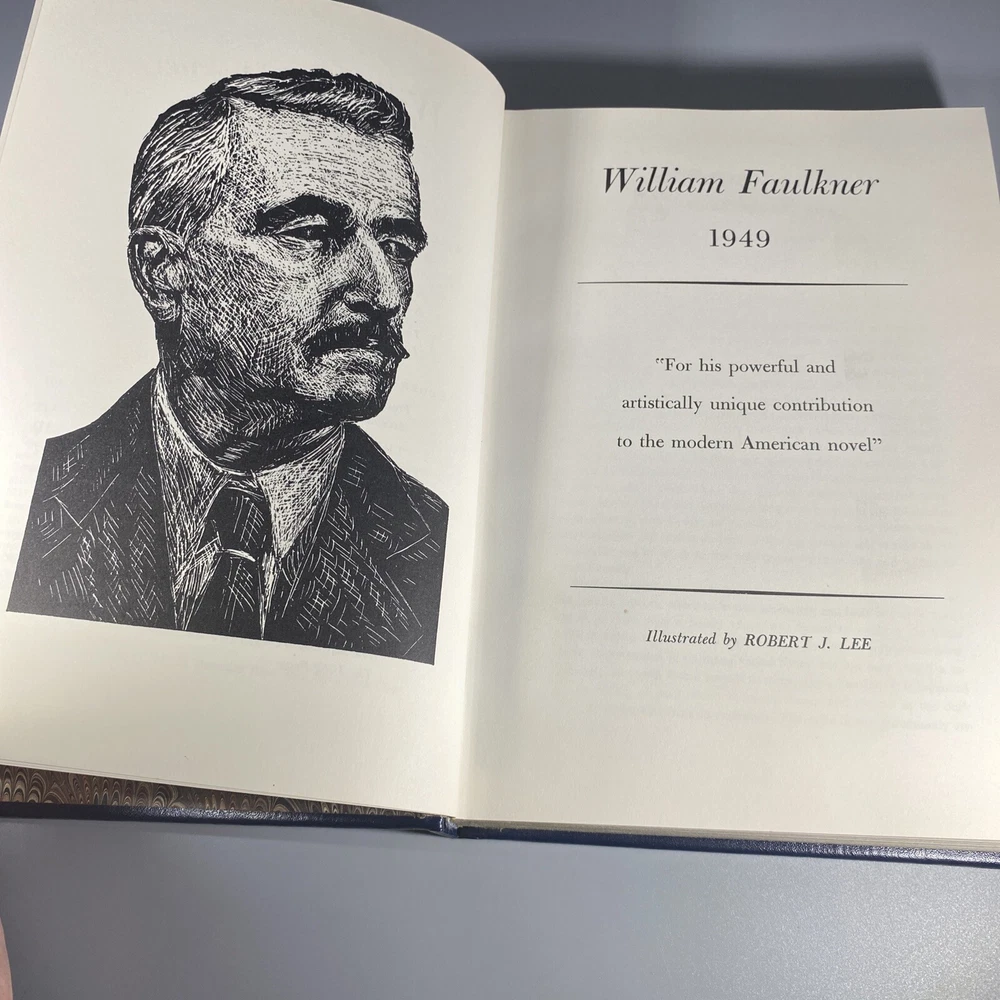 William Faulkner
1949
“For his powerful and
artistically unique contribution
to the modern American novel”
Illustrated by ROBERT J. LEE